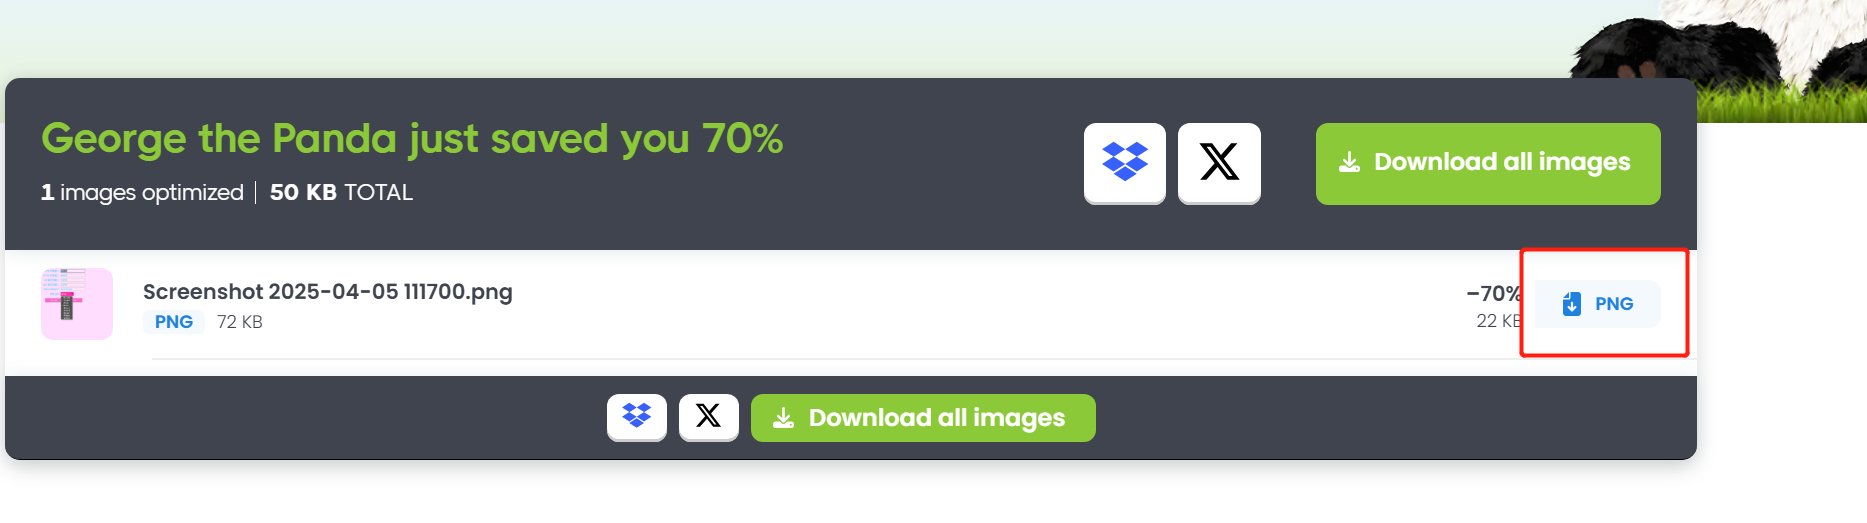 George the Panda just saved you 70%
1 images optimized | 50 KB TOTAL
Download all images
Screenshot 2025-04-05 111700.png
PNG 72 KB
-70%
22 KB
PNG
Download all images